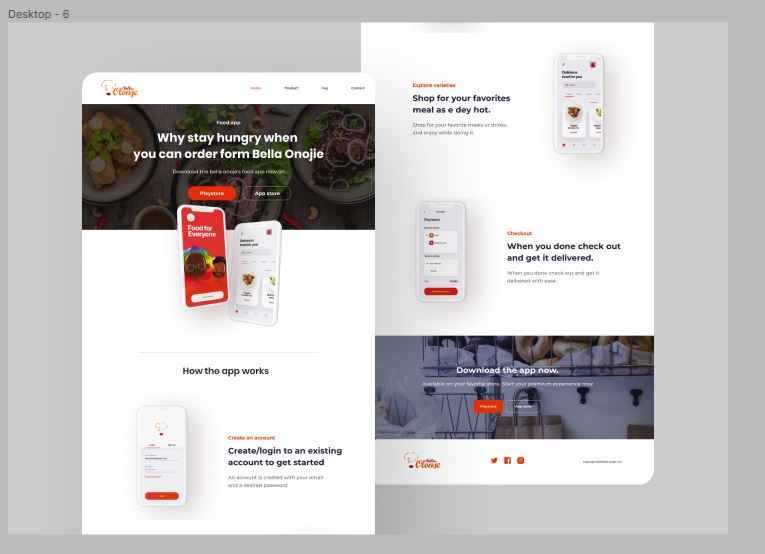 Desktop - 6
Bella
Olonje
Home
Product
Faq
Contact
Food app
Why stay hungry when
you can order form Bella Onojie
Download the bella onoje's food app now on
Playstore
App store
Food for
Everyone
Delicious
food for you
How the app works
Create an account
Create/login to an existing
account to get started
An account is created with your email
and a desired password
Explore varieties
Shop for your favorites
meal as e dey hot.
Shop for your favorite meals or drinks
and enjoy while doing it.
Delicious
food for you
Payment
Checkout
When you done check out
and get it delivered.
When you done check out and get it
delivered with ease.
Download the app now.
Available on your favorite store. Start your premium experience now
Playstore
App store
Bella
Olonje